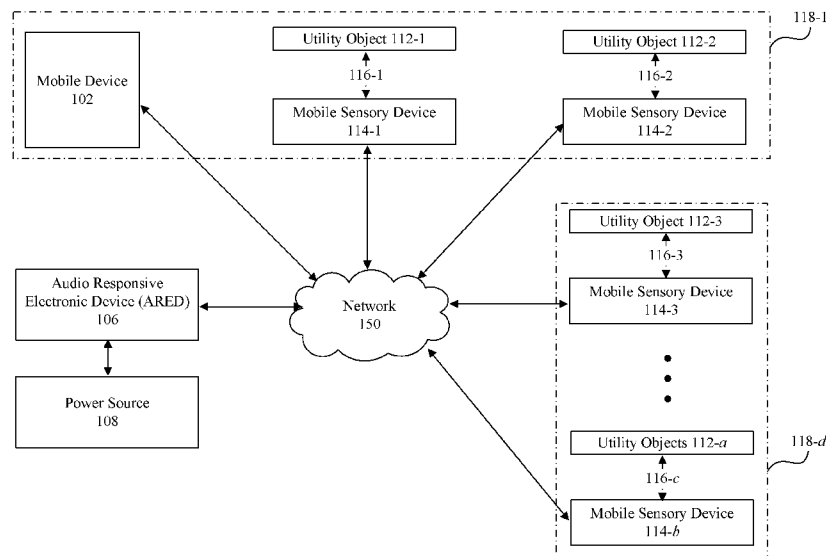 118-1
Mobile Device
102
Utility Object 112-1
116-1
Mobile Sensory Device
114-1
Utility Object 112-2
116-2
Mobile Sensory Device
114-2
Audio Responsive
Electronic Device (ARED)
106
Power Source
108
Network
150
Utility Object 112-3
116-3
Mobile Sensory Device
114-3
Utility Objects 112-a
116-c
Mobile Sensory Device
114-b
118-d